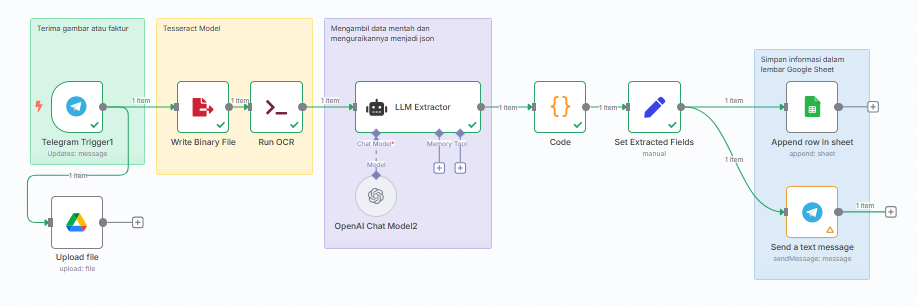 Terima gambar atau faktur
Tesseract Model
Mengambil data mentah dan
menguraikannya menjadi json
Simpan informasi dalam
lembar Google Sheet
1 item
1 item
1 item
LLM Extractor
1 item
1 item
1 item
Telegram Trigger1
Updates: message
Write Binary File
Run OCR
Chat Model*
Memory
Tool
Code
Set Extracted Fields
manual
Append row in sheet
append: sheet
1 item
Model
1 item
1 item
Upload file
upload: file
OpenAI Chat Model2
Send a text message
sendMessage: message